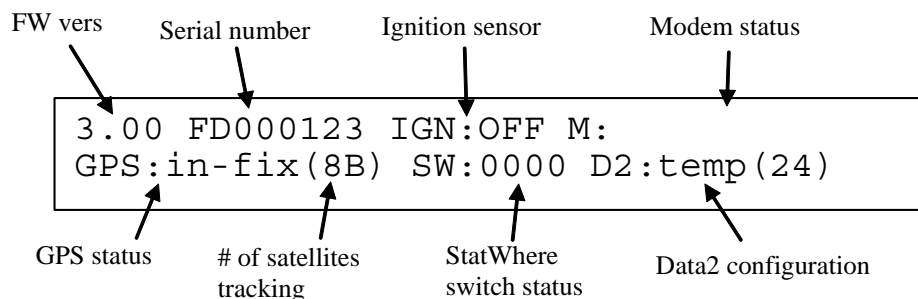 FW vers
Serial number
Ignition sensor
Modem status
3.00 FD000123 IGN:OFF M:
GPS:in-fix(8B) SW:0000 D2:temp(24)
GPS status
# of satellites
tracking
StatWhere
switch status
Data2 configuration